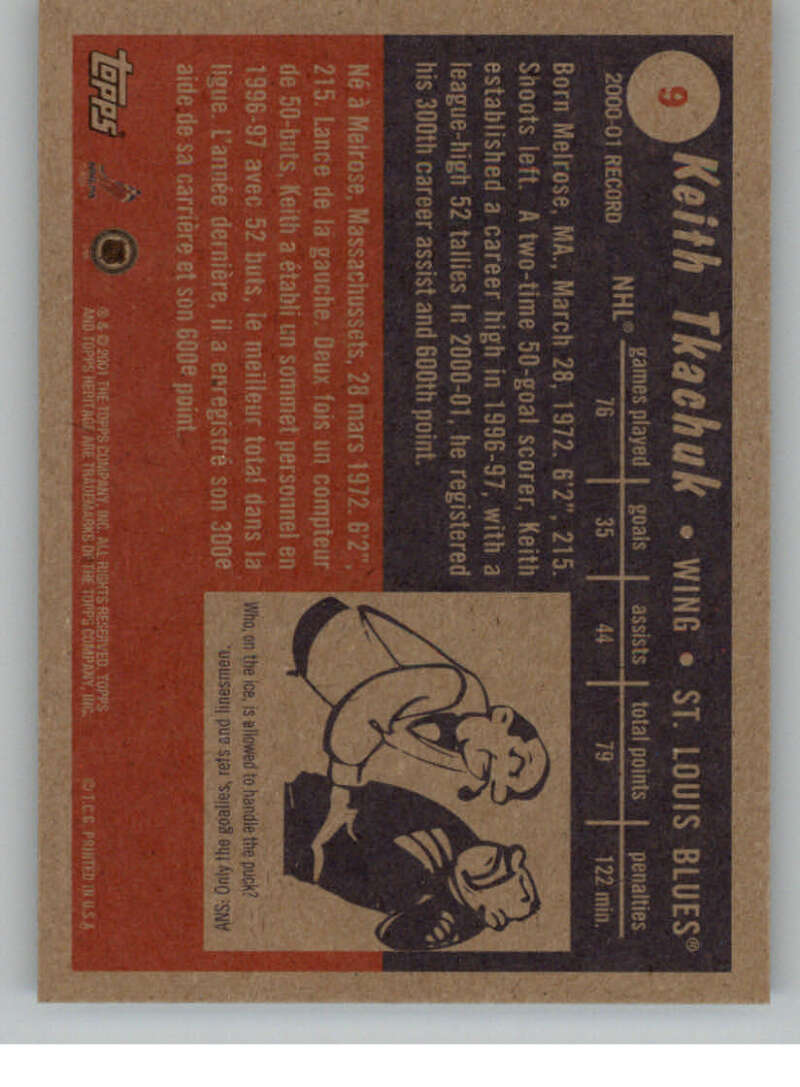 9
Keith Tkachuk • WING • ST. LOUIS BLUES®
2000-01 RECORD
games played goals assists total points penalties
NHL® 76 35 44 79 122 min.
Born Melrose, MA., March 28, 1972. 6'2", 215.
Shoots left. A two-time 50-goal scorer, Keith
established a career high in 1996-97, with a
league-high 52 tallies. In 2000-01, he registered
his 300th career assist and 600th point.
Né à Melrose, Massachussets, 28 mars 1972. 6'2",
215. Lance de la gauche. Deux fois un compteur
de 50-buts, Keith a établi un sommet personnel en
1996-97 avec 52 buts, le meilleur total dans la
ligne. L'année dernière, il a enregistré son 300e
aide de sa carrière et son 600e point.
Who, on the ice, is allowed to handle the puck?
ANS: Only the goalies, refs and linesmen.
topps
® & © 2001 THE TOPPS COMPANY, INC. ALL RIGHTS RESERVED. TOPPS
AND TOPPS HERITAGE ARE TRADEMARKS OF THE TOPPS COMPANY, INC.
© T.C.G. PRINTED IN U.S.A.